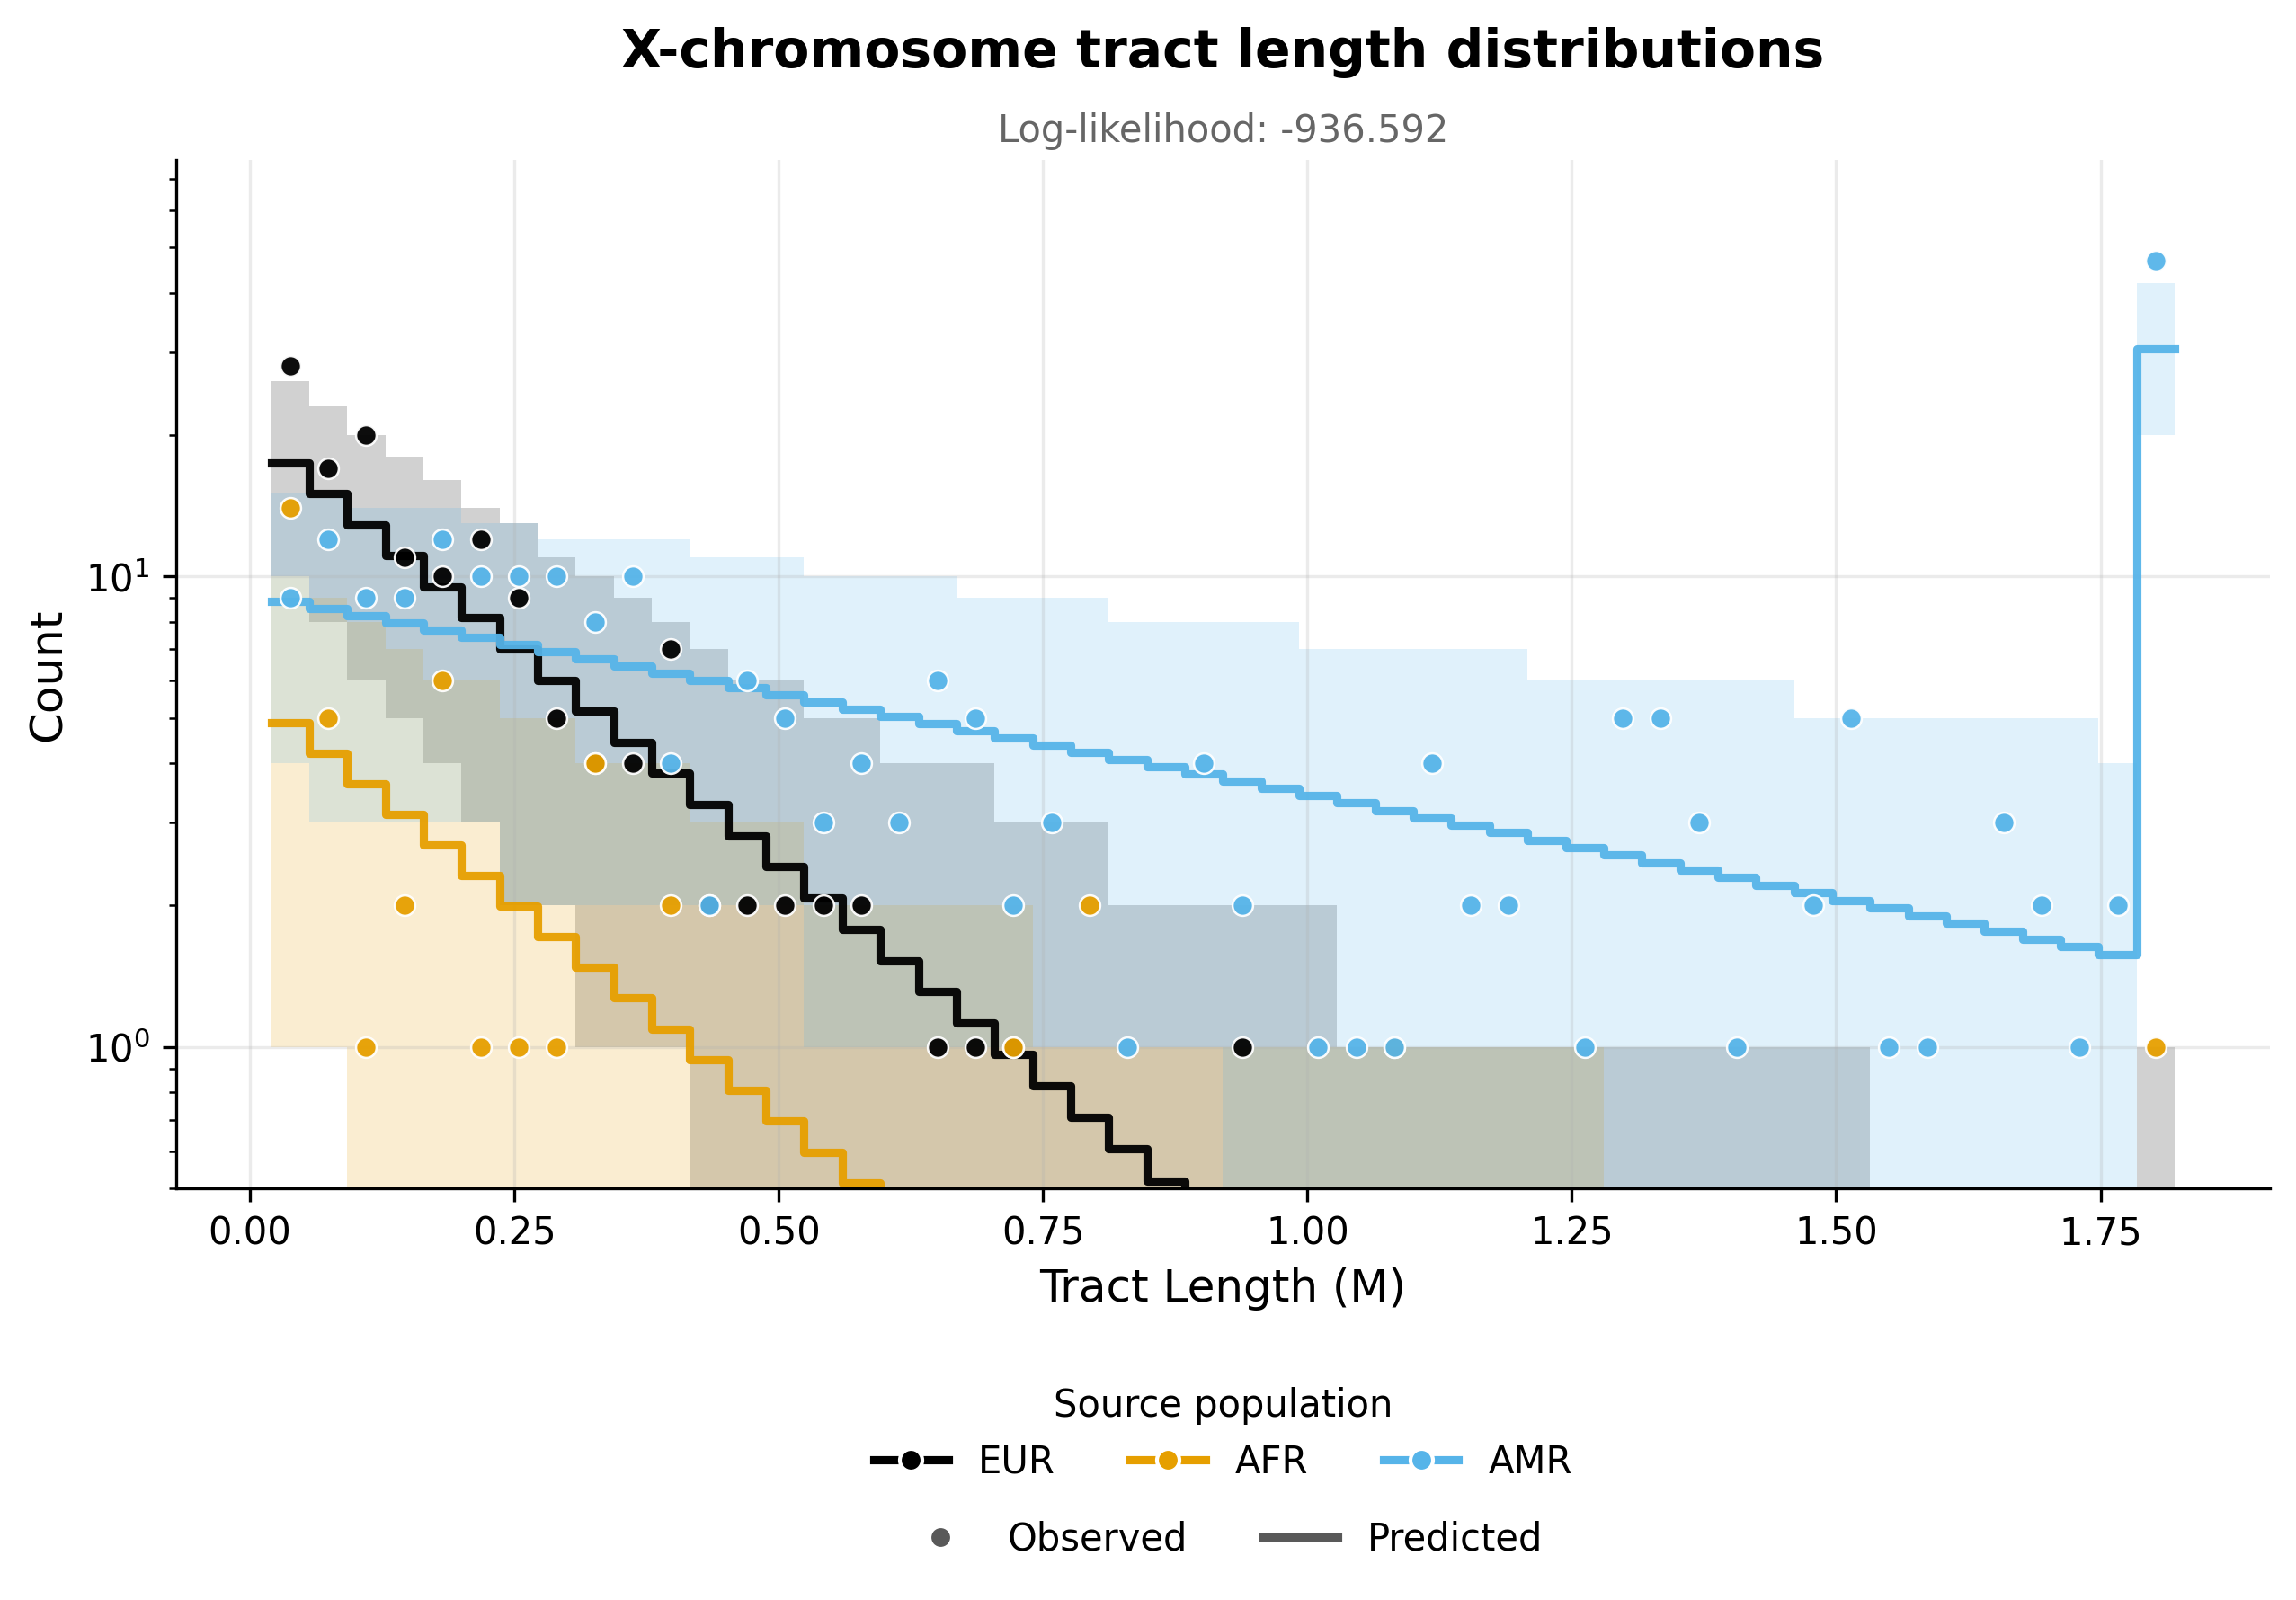 X-chromosome tract length distributions
Log-likelihood: -936.592
Count
10¹
10⁰
0.00 0.25 0.50 0.75 1.00 1.25 1.50 1.75
Tract Length (M)
Source population
EUR AFR AMR
Observed Predicted